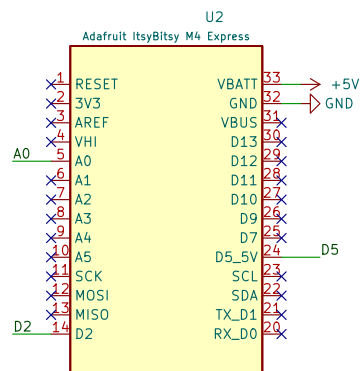 U2
Adafruit ItsyBitsy M4 Express
1 RESET VBATT 33 +5V
2 3V3 GND 32 GND
3 AREF VBUS 31
4 VHI D13 30
A0 5 A0 D12 29
6 A1 D11 28
7 A2 D10 27
8 A3 D9 26
9 A4 D7 25
10 A5 D5_5V 24 D5
11 SCK SCL 23
12 MOSI SDA 22
13 MISO TX_D1 21
D2 14 D2 RX_D0 20